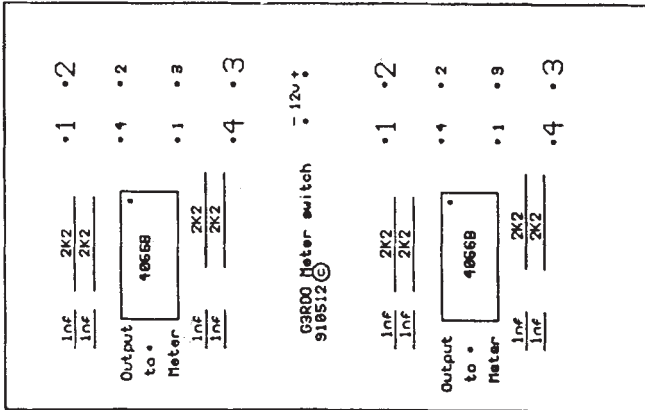 1nf 2K2 •1 •2
1nf 2K2
Output •4 •2
to • 4066B
Meter •1 •3
1nf 2K2
1nf 2K2 •4 •3
G3RDO Meter switch - 12v +
910512 ©
1nf 2K2 •1 •2
1nf 2K2
Output •4 •2
to • 4066B
Meter •1 •3
1nf 2K2
1nf 2K2 •4 •3